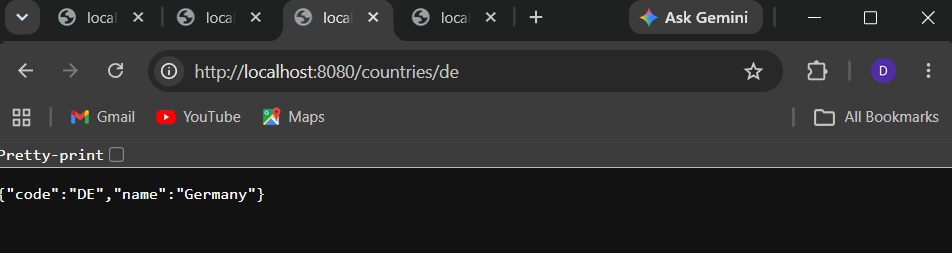 local local local local Ask Gemini
http://localhost:8080/countries/de D
Gmail YouTube Maps All Bookmarks
Pretty-print
{"code":"DE","name":"Germany"}